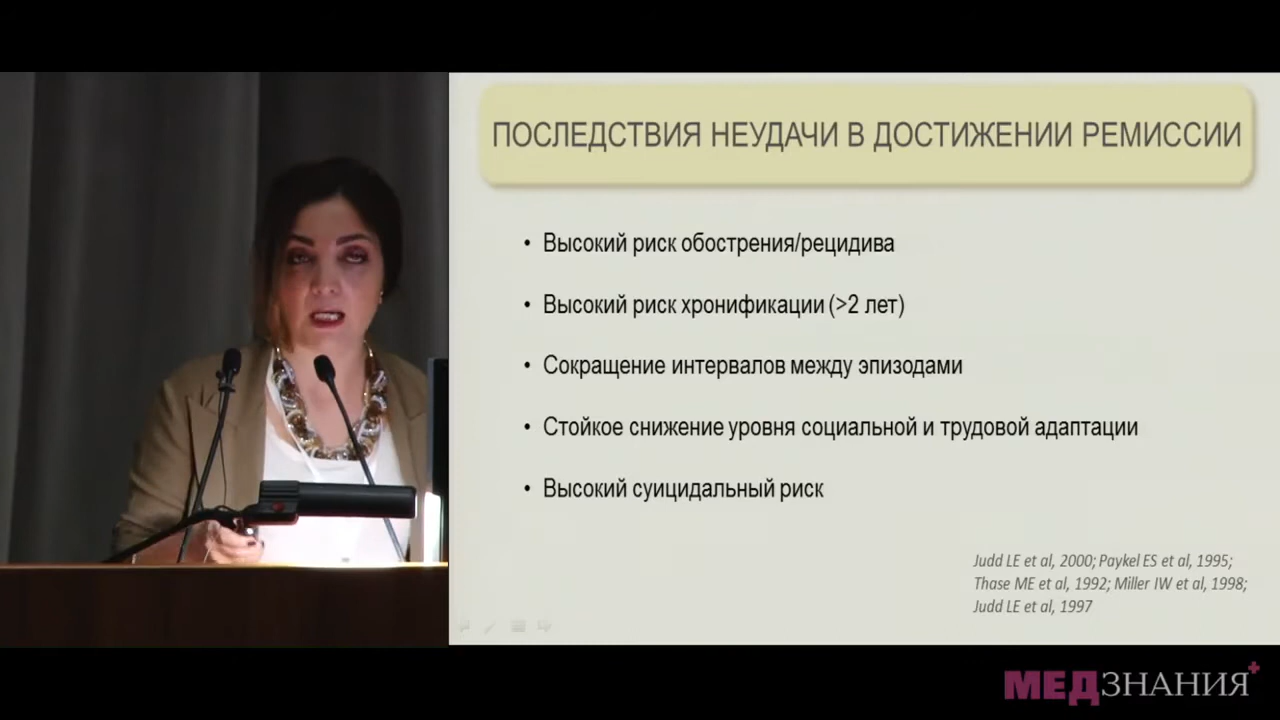 ПОСЛЕДСТВИЯ НЕУДАЧИ В ДОСТИЖЕНИИ РЕМИССИИ
• Высокий риск обострения/рецидива
• Высокий риск хронификации (>2 лет)
• Сокращение интервалов между эпизодами
• Стойкое снижение уровня социальной и трудовой адаптации
• Высокий суицидальный риск
Judd LE et al, 2000; Paykel ES et al, 1995;
Thase ME et al, 1992; Miller IW et al, 1998;
Judd LE et al, 1997
МЕДЗНАНИЯ+